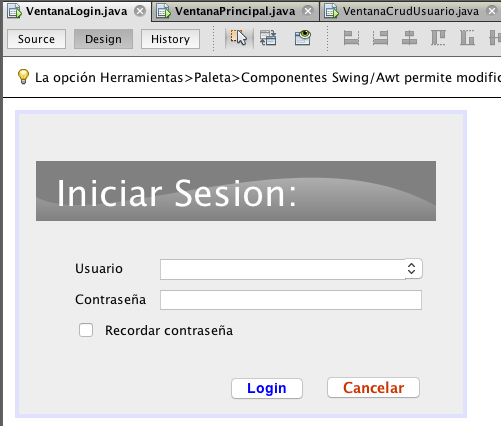 VentanaLogin.java VentanaPrincipal.java VentanaCrudUsuario.java
Source Design History
La opción Herramientas>Paleta>Componentes Swing/Awt permite modific
Iniciar Sesion:
Usuario
Contraseña
Recordar contraseña
Login Cancelar